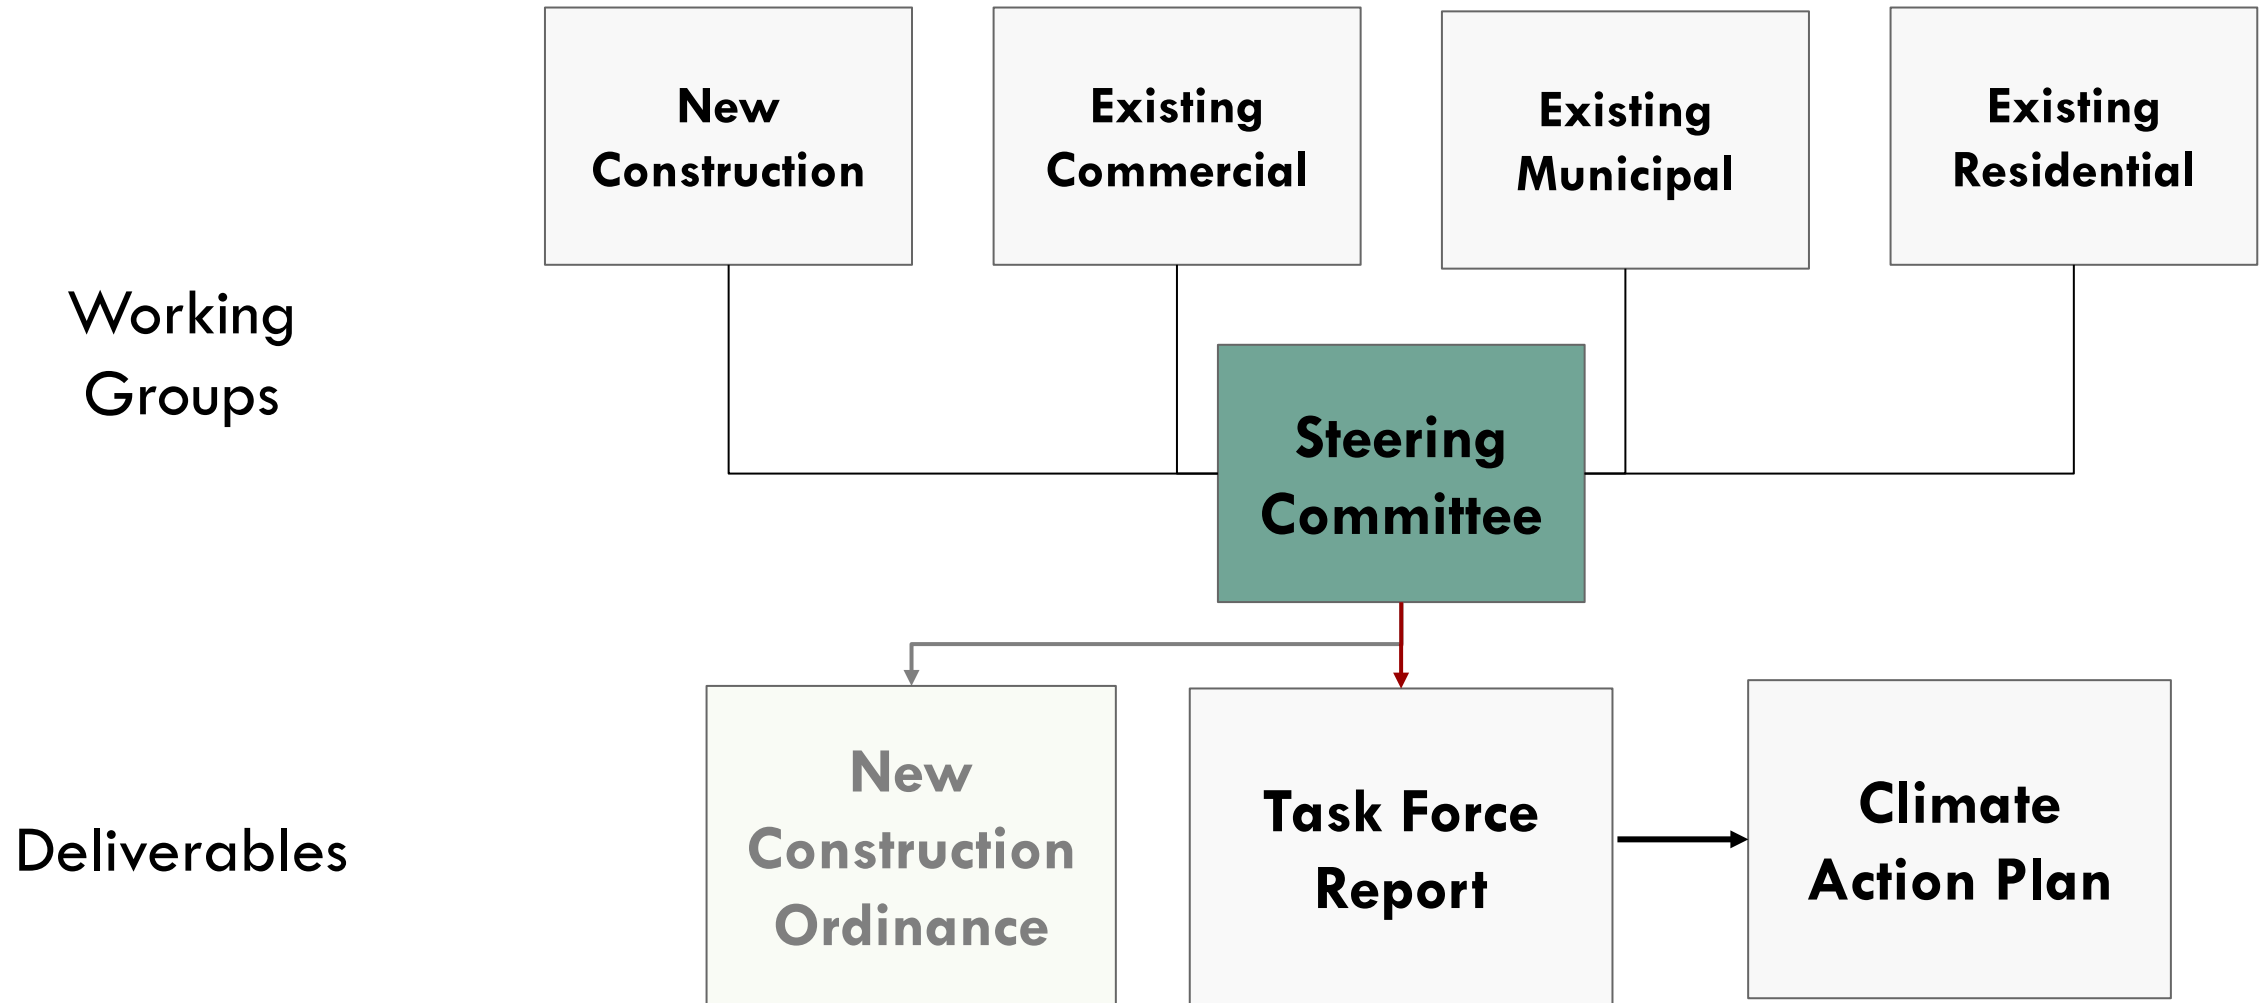 New
Construction
Existing
Commercial
Existing
Municipal
Existing
Residential
Working
Groups
Steering
Committee
Deliverables
New
Construction
Ordinance
Task Force
Report
Climate
Action Plan